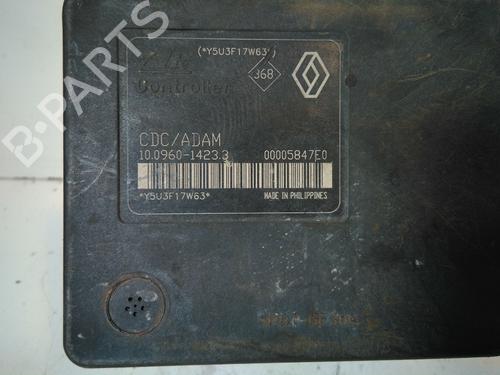 B-PARTS
(*Y5U3F17W63*)
368
Controller
CDC/ADAM
10.0960-1423.3 00005847E0
*Y5U3F17W63* MADE IN PHILIPPINES